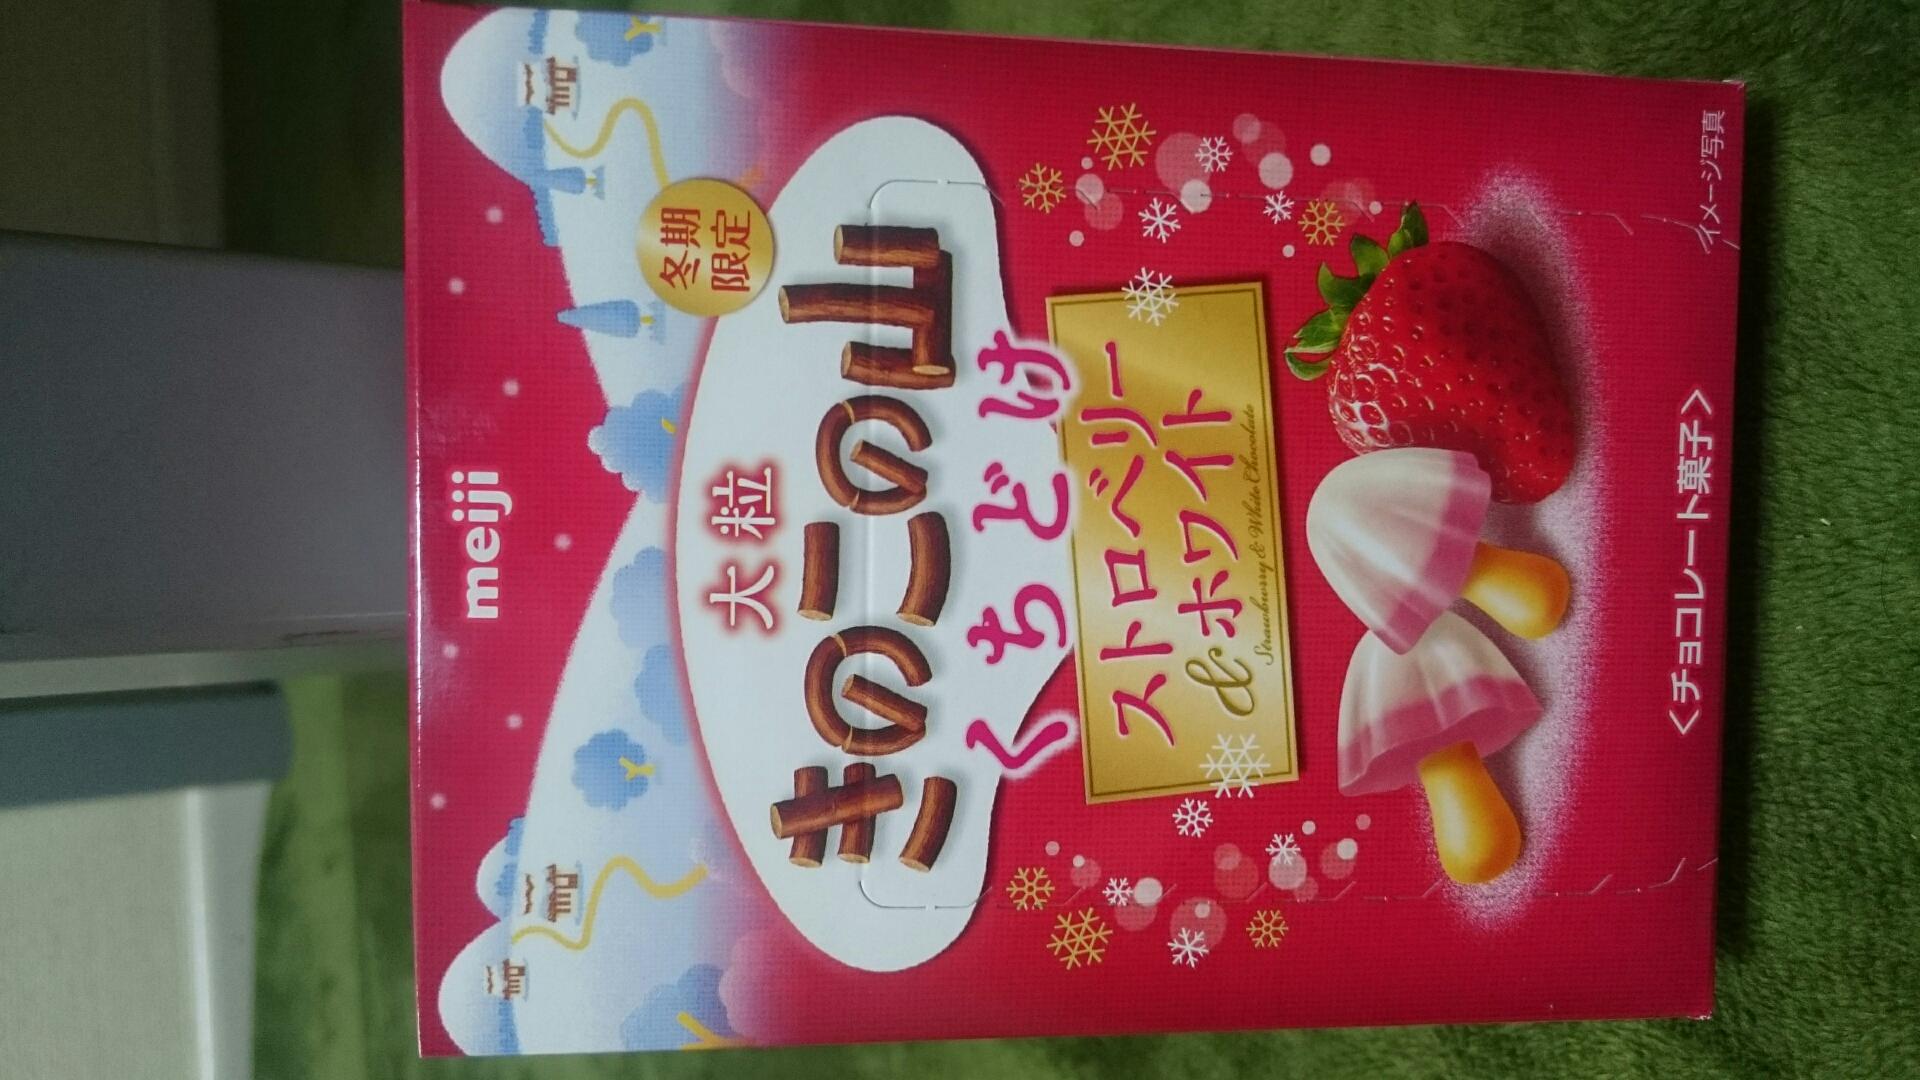 meiji
冬期
限定
大粒
きのこの山
くちどけ
ストロベリー
&ホワイト
Strawberry & White Chocolate
<チョコレート菓子>
イメージ写真